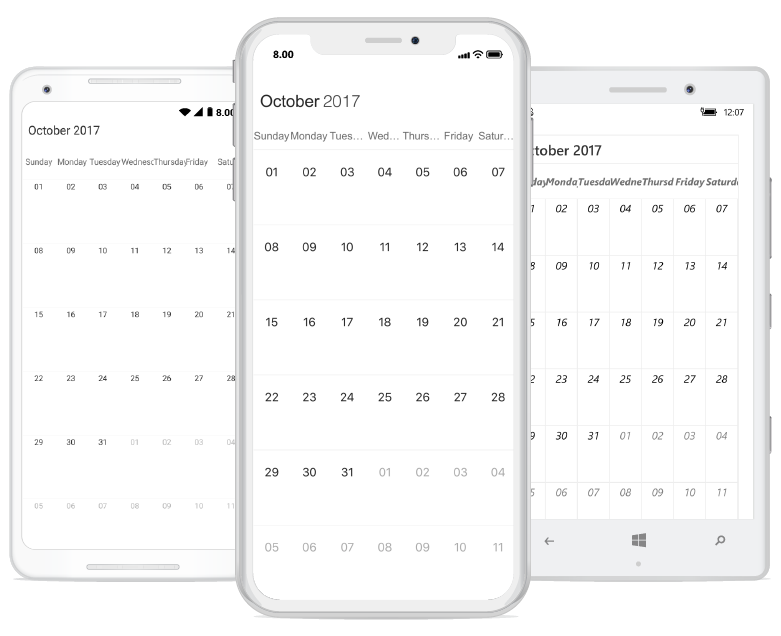 8.00
October 2017
Sunday Monday Tuesday Wednesc Thursday Friday Satu
01 02 03 04 05 06 07
08 09 10 11 12 13 14
15 16 17 18 19 20 21
22 23 24 25 26 27 28
29 30 31 01 02 03 04
05 06 07 08 09 10 11
8.00
October 2017
Sunday Monday Tues... Wed... Thurs... Friday Satur...
01 02 03 04 05 06 07
08 09 10 11 12 13 14
15 16 17 18 19 20 21
22 23 24 25 26 27 28
29 30 31 01 02 03 04
05 06 07 08 09 10 11
12:07
tober 2017
day Monda Tuesda Wedne Thursd Friday Saturd
1 02 03 04 05 06 07
8 09 10 11 12 13 14
5 16 17 18 19 20 21
2 23 24 25 26 27 28
9 30 31 01 02 03 04
5 06 07 08 09 10 11